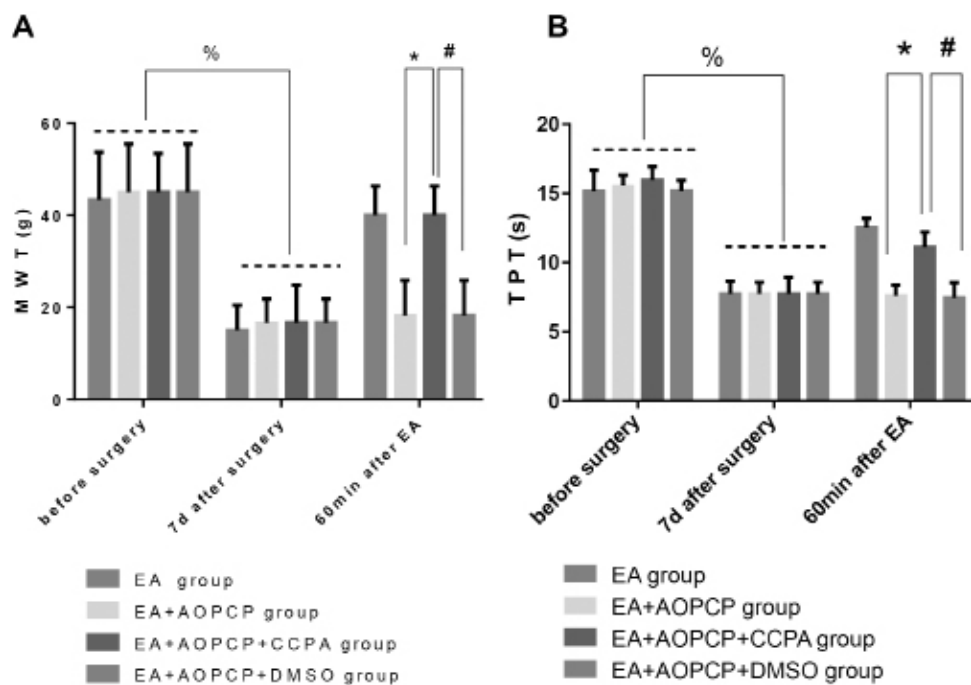 A
%
*
#
MWT (g)
60
40
20
0
before surgery
7d after surgery
60min after EA
EA group
EA+AOPCP group
EA+AOPCP+CCPA group
EA+AOPCP+DMSO group
B
%
*
#
TPT (s)
20
15
10
5
0
before surgery
7d after surgery
60min after EA
EA group
EA+AOPCP group
EA+AOPCP+CCPA group
EA+AOPCP+DMSO group